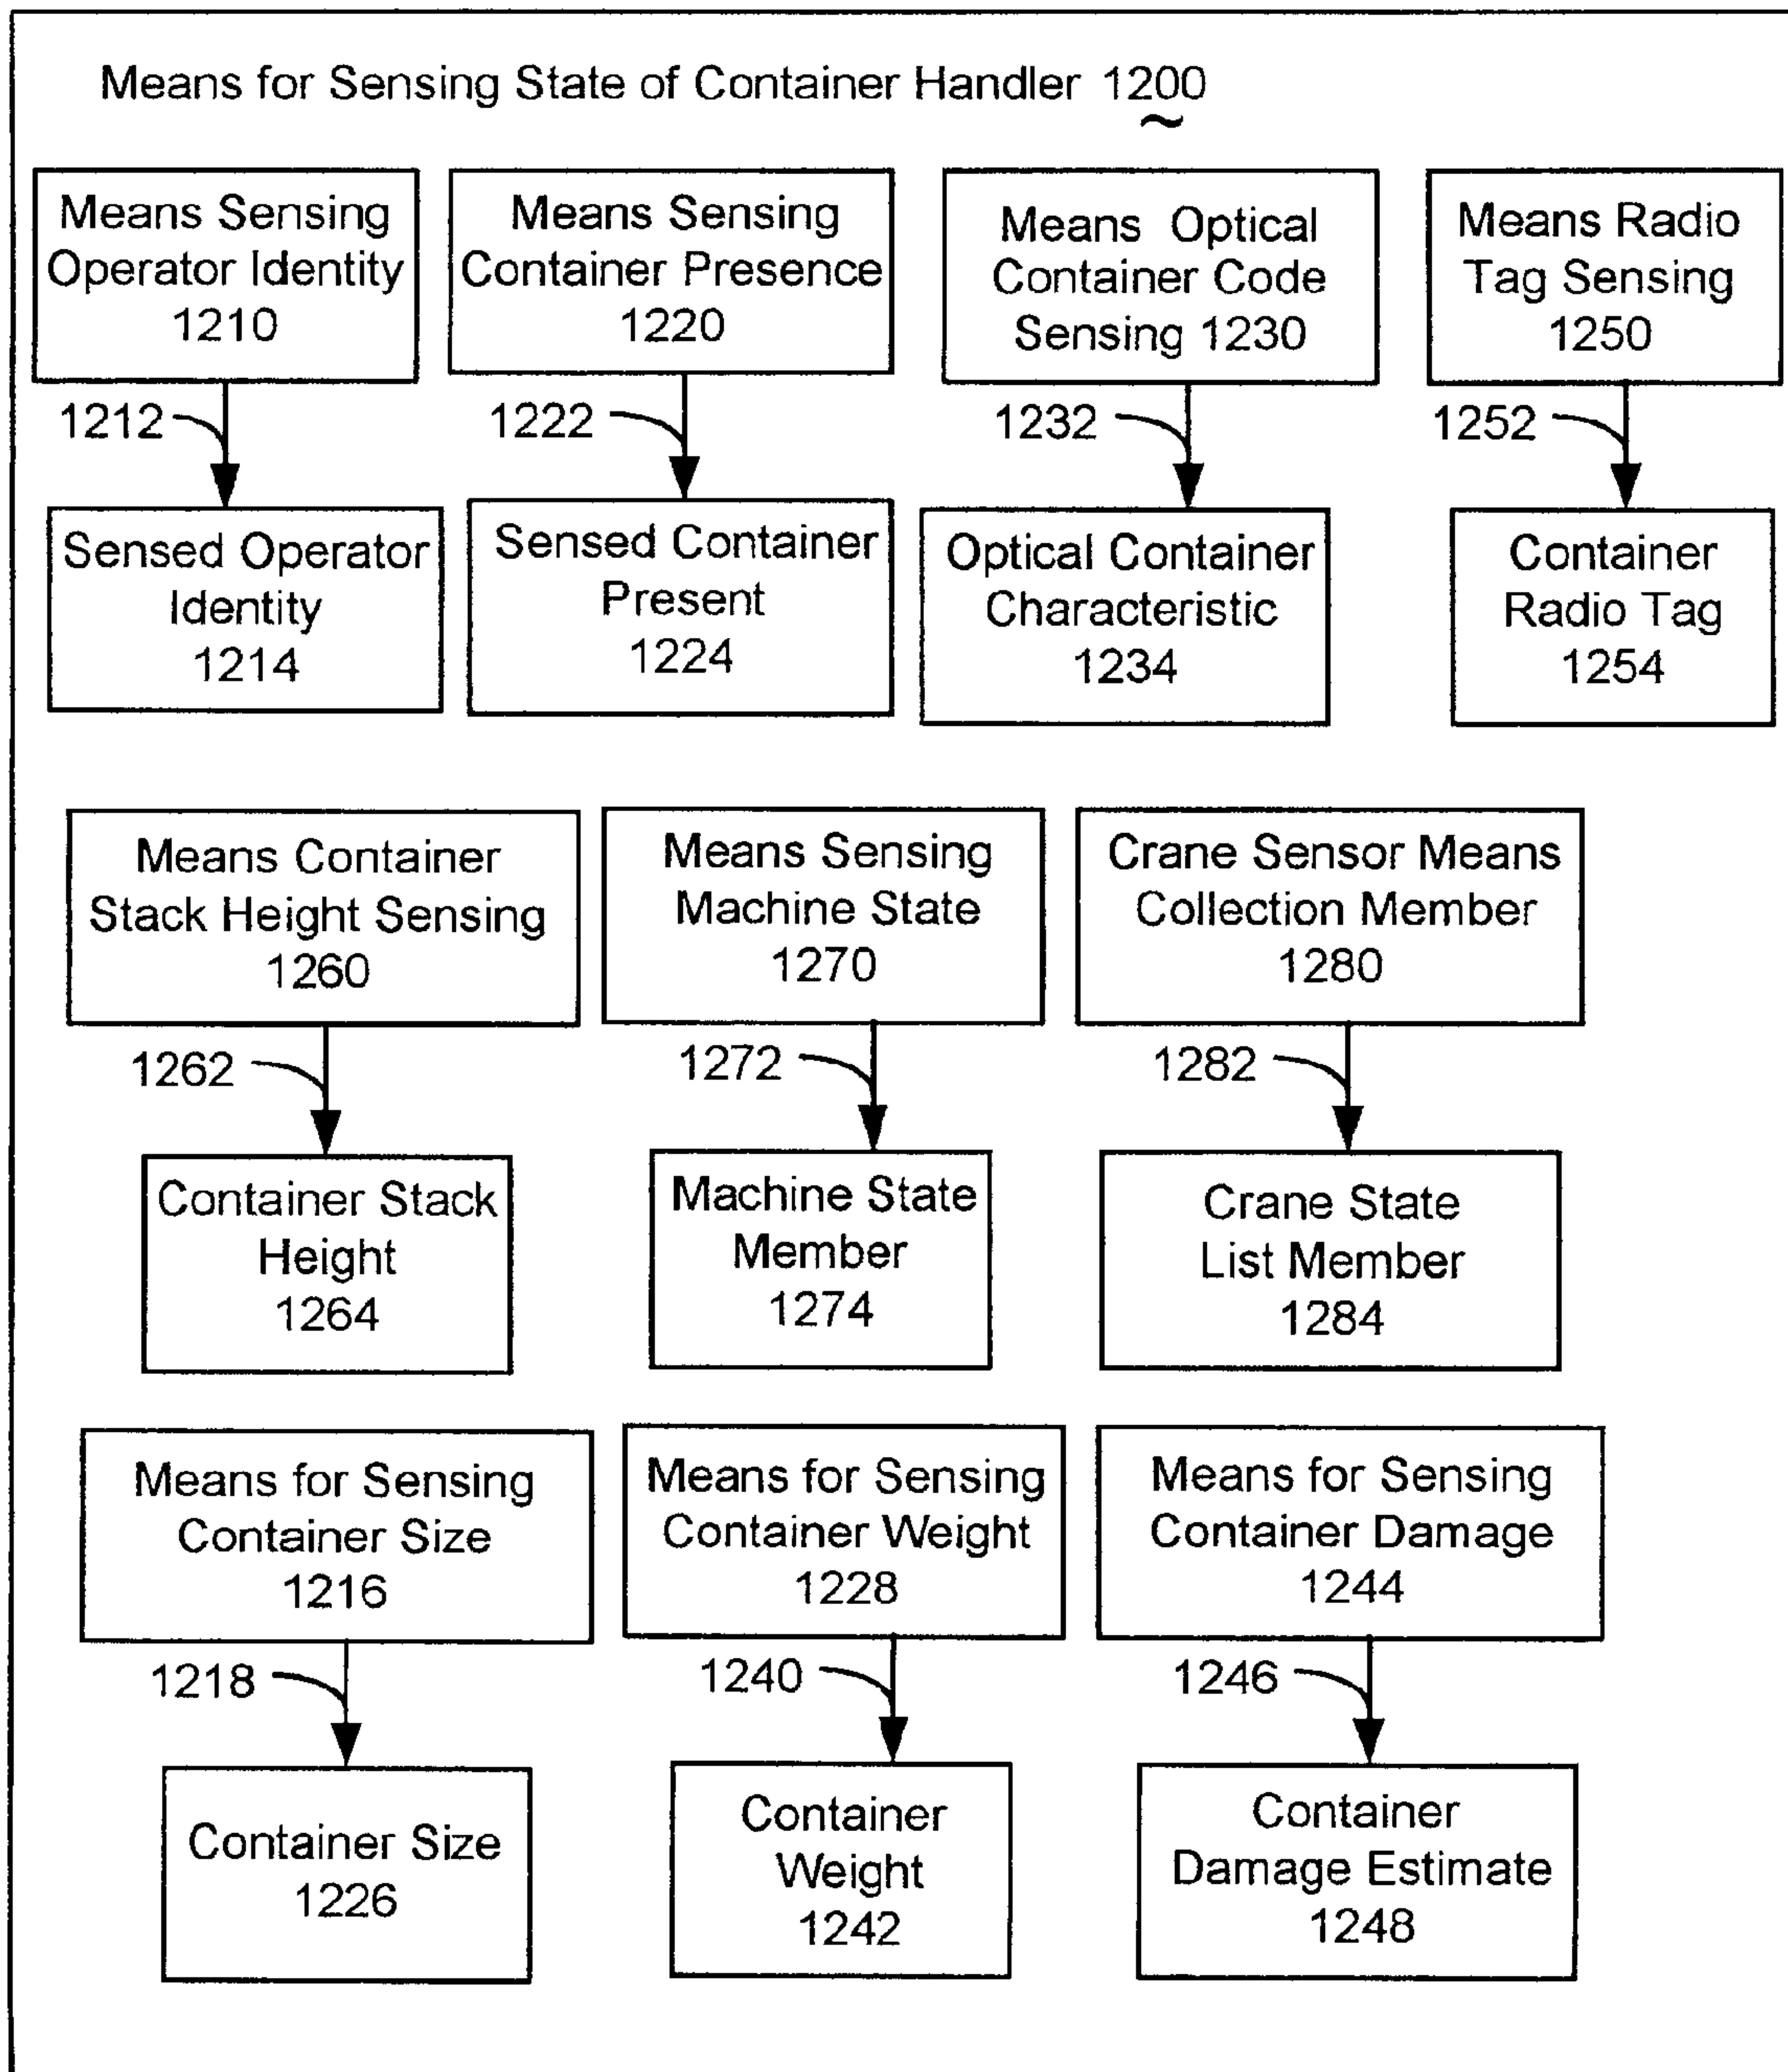 Means for Sensing State of Container Handler 1200
Means Sensing
Operator Identity
1210
Means Sensing
Container Presence
1220
Means Optical
Container Code
Sensing 1230
Means Radio
Tag Sensing
1250
1212
1222
1232
1252
Sensed Operator
Identity
1214
Sensed Container
Present
1224
Optical Container
Characteristic
1234
Container
Radio Tag
1254
Means Container
Stack Height Sensing
1260
Means Sensing
Machine State
1270
Crane Sensor Means
Collection Member
1280
1262
1272
1282
Container Stack
Height
1264
Machine State
Member
1274
Crane State
List Member
1284
Means for Sensing
Container Size
1216
Means for Sensing
Container Weight
1228
Means for Sensing
Container Damage
1244
1218
1240
1246
Container Size
1226
Container
Weight
1242
Container
Damage Estimate
1248